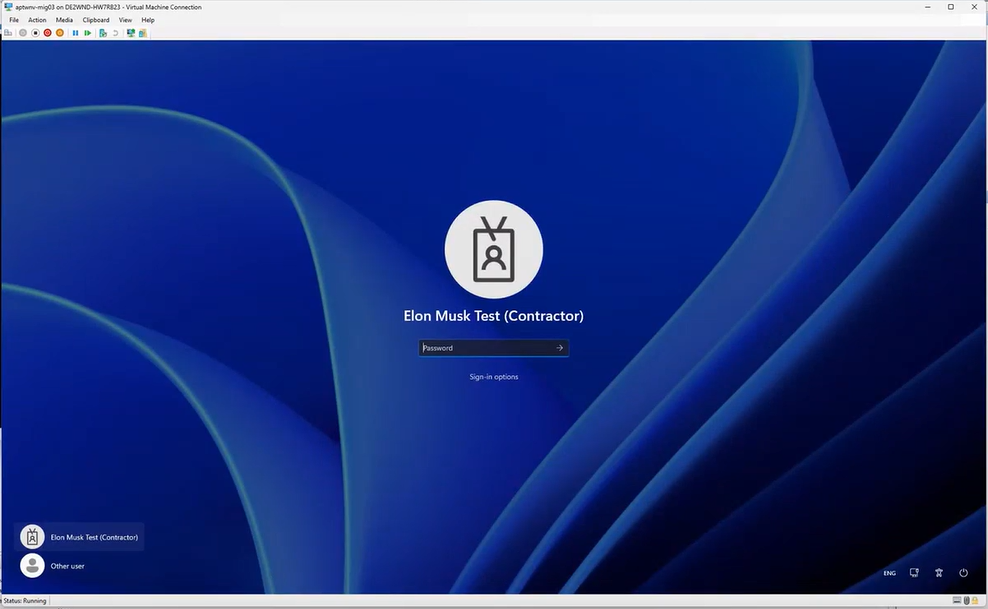 aptwnv-mig03 on DE2WND-HW7RB23 - Virtual Machine Connection
File Action Media Clipboard View Help
Elon Musk Test (Contractor)
Password
Sign-in options
Elon Musk Test (Contractor)
Other user
ENG
Status: Running